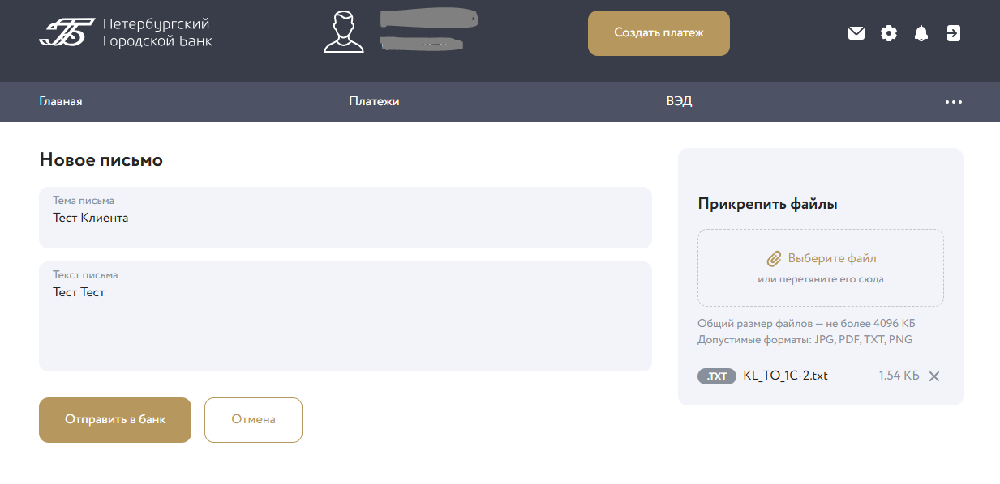 Петербургский
Городской Банк
Создать платеж
Главная
Платежи
ВЭД
Новое письмо
Тема письма
Тест Клиента
Текст письма
Тест Тест
Отправить в банк
Отмена
Прикрепить файлы
Выберите файл
или перетяните его сюда
Общий размер файлов — не более 4096 КБ
Допустимые форматы: JPG, PDF, TXT, PNG
.TXT KL_TO_1C-2.txt 1.54 КБ